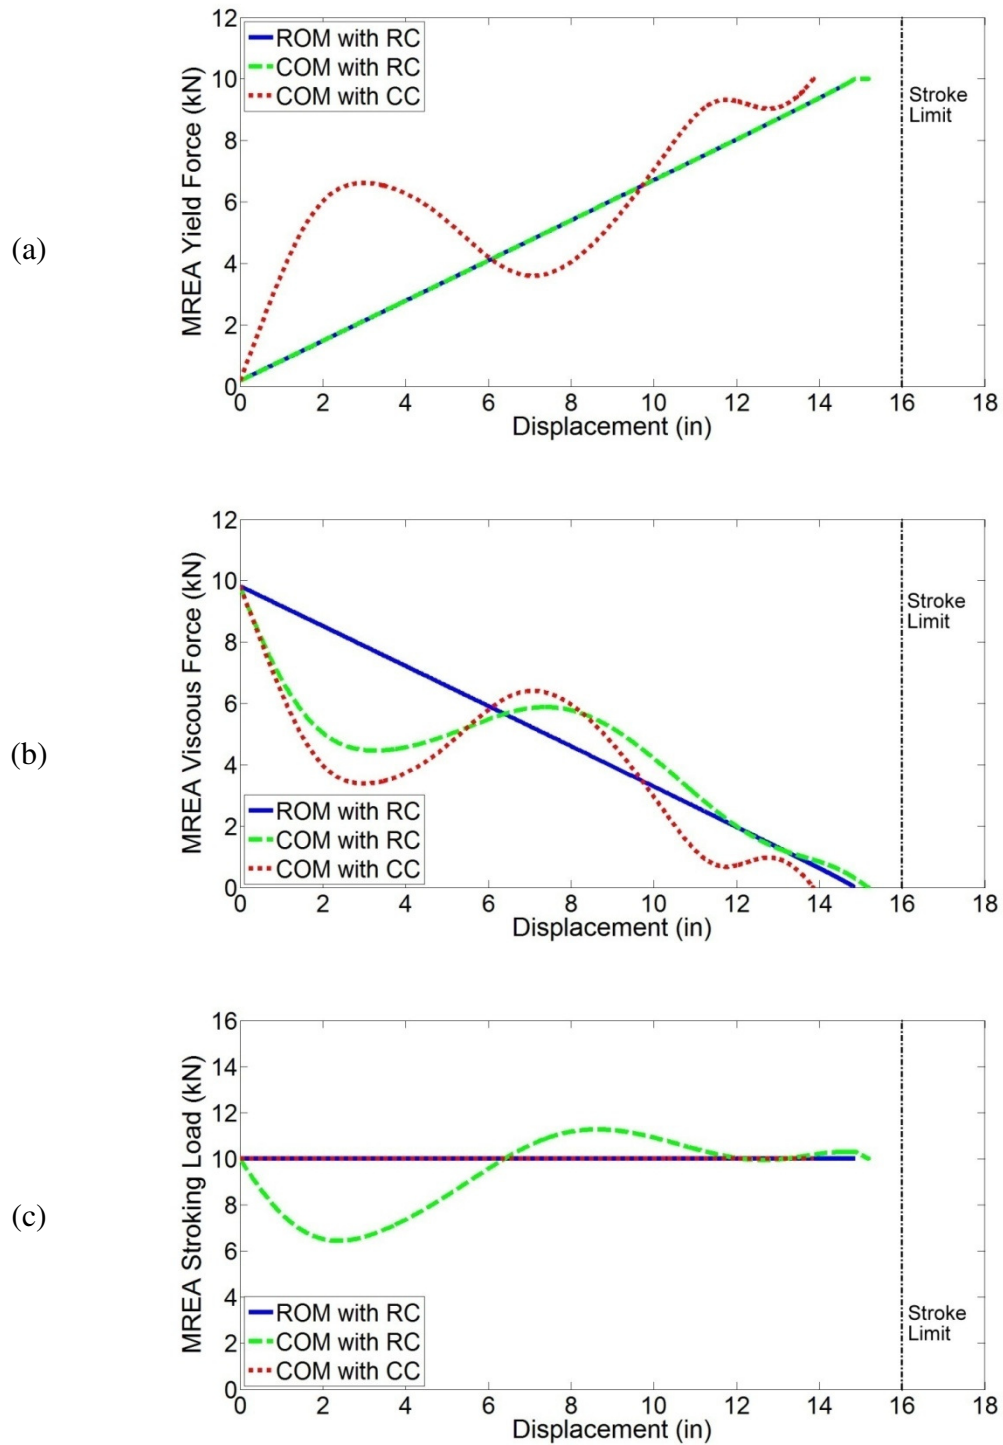 (a)
MREA Yield Force (kN)
12
10
8
6
4
2
0
ROM with RC
COM with RC
COM with CC
Stroke
Limit
0 2 4 6 8 10 12 14 16 18
Displacement (in)
(b)
MREA Viscous Force (kN)
12
10
8
6
4
2
0
Stroke
Limit
ROM with RC
COM with RC
COM with CC
0 2 4 6 8 10 12 14 16 18
Displacement (in)
(c)
MREA Stroking Load (kN)
16
14
12
10
8
6
4
2
0
ROM with RC
COM with RC
COM with CC
Stroke
Limit
0 2 4 6 8 10 12 14 16 18
Displacement (in)